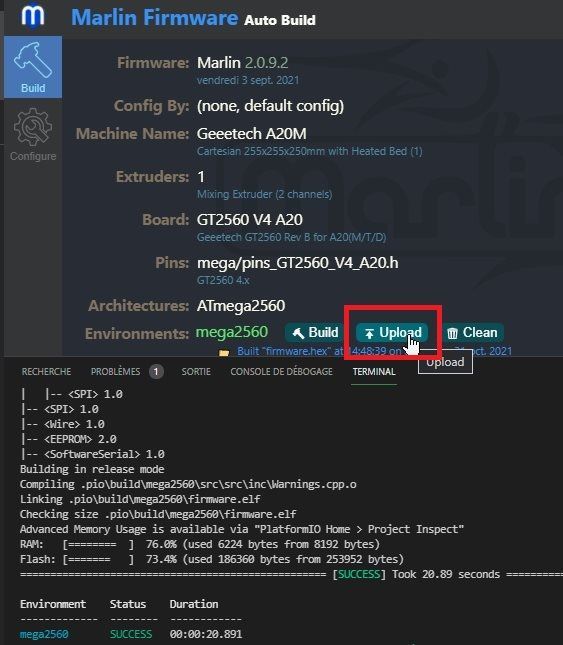 Marlin Firmware Auto Build
Firmware: Marlin 2.0.9.2
vendredi 3 sept. 2021
Build
Config By: (none, default config)
Machine Name: Geeetech A20M
Cartesian 255x255x250mm with Heated Bed (1)
Configure
Extruders: 1
Mixing Extruder (2 channels)
Board: GT2560 V4 A20
Geeetech GT2560 Rev B for A20(M/T/D)
Pins: mega/pins_GT2560_V4_A20.h
GT2560 4.x
Architectures: ATmega2560
Environments: mega2560 Build Upload Clean
Built "firmware.hex" at 14:48:39 on oct. 2021
Upload
RECHERCHE PROBLÈMES 1 SORTIE CONSOLE DE DÉBOGAGE TERMINAL
| |-- <SPI> 1.0
|-- <SPI> 1.0
|-- <Wire> 1.0
|-- <EEPROM> 2.0
|-- <SoftwareSerial> 1.0
Building in release mode
Compiling .pio\build\mega2560\src\src\inc\Warnings.cpp.o
Linking .pio\build\mega2560\firmware.elf
Checking size .pio\build\mega2560\firmware.elf
Advanced Memory Usage is available via "PlatformIO Home > Project Inspect"
RAM: [======== ] 76.0% (used 6224 bytes from 8192 bytes)
Flash: [======= ] 73.4% (used 186360 bytes from 253952 bytes)
============================================== [SUCCESS] Took 20.89 seconds ==========
Environment Status Duration
------------- -------- ------------
mega2560 SUCCESS 00:00:20.891